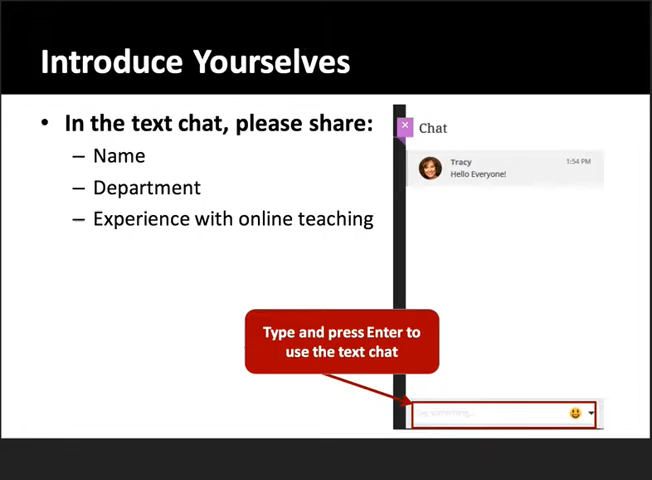 Introduce Yourselves
• In the text chat, please share:
– Name
– Department
– Experience with online teaching
Chat
Tracy 1:54 PM
Hello Everyone!
Type and press Enter to
use the text chat
something...